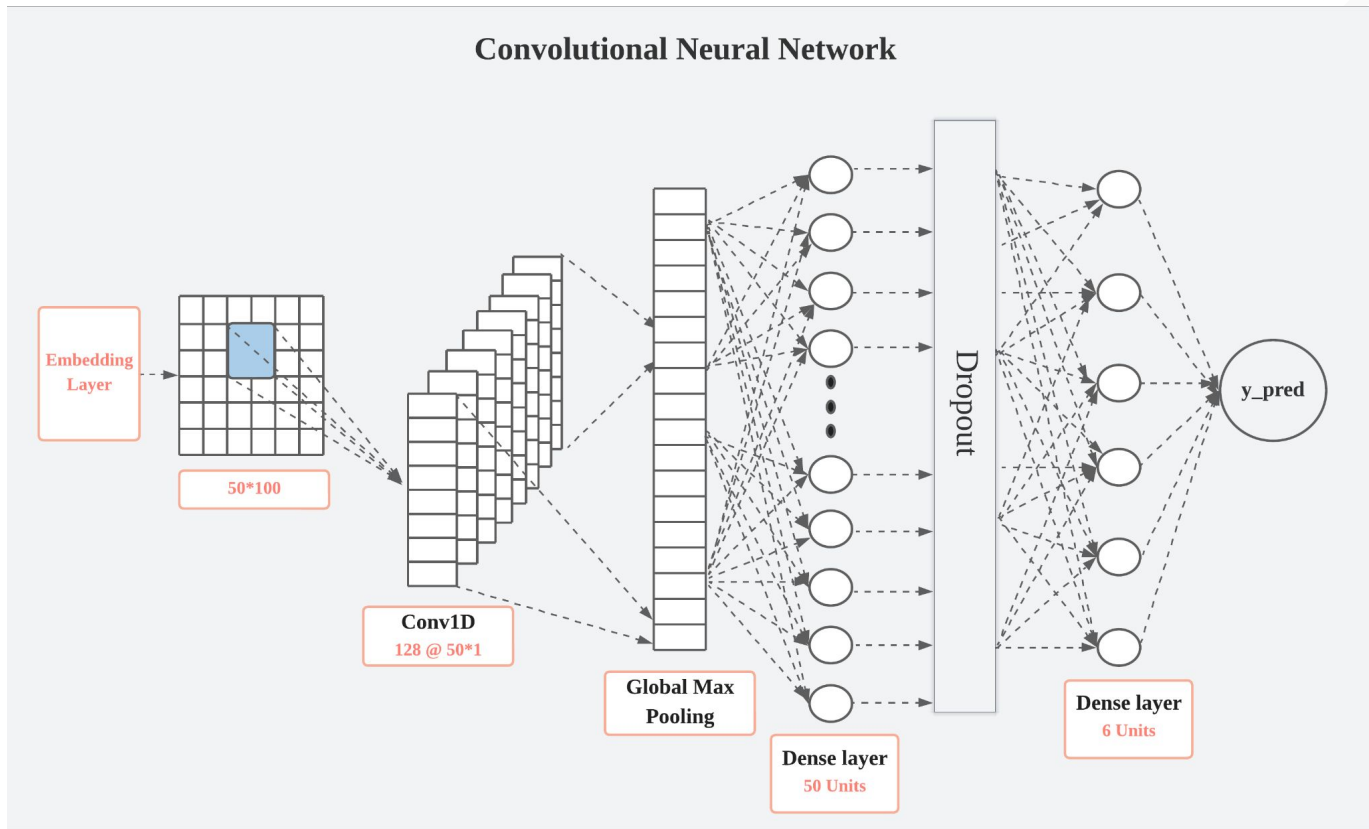 Convolutional Neural Network
Embedding
Layer
50*100
Conv1D
128 @ 50*1
Global Max
Pooling
Dense layer
50 Units
Dropout
Dense layer
6 Units
y_pred